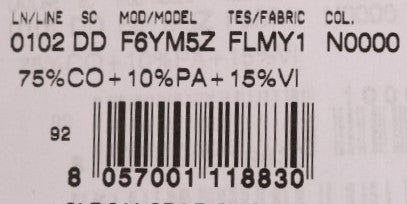 LN/LINE SC MOD/MODEL TES/FABRIC COL.
0102 DD F6YM5Z FLMY1 N0000
75%CO+10%PA+15%VI
92
8 057001 118830